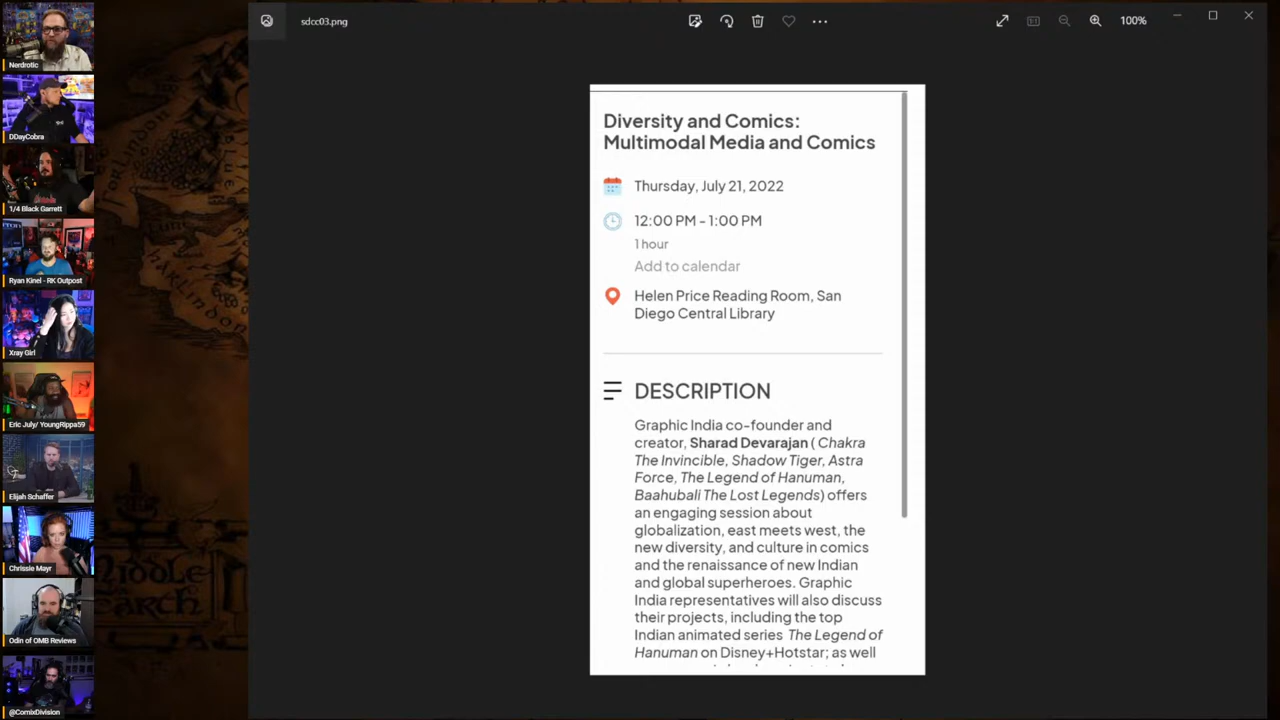 sdcc03.png
100%
Nerdrotic
DDayCobra
1/4 Black Garrett
Ryan Kinel - RK Outpost
Xray Girl
Eric July/ YoungRippa59
Elijah Schaffer
Chrissie Mayr
Odin of OMB Reviews
@ComixDivision
Diversity and Comics:
Multimodal Media and Comics
Thursday, July 21, 2022
12:00 PM - 1:00 PM
1 hour
Add to calendar
Helen Price Reading Room, San
Diego Central Library
DESCRIPTION
Graphic India co-founder and
creator, Sharad Devarajan ( Chakra
The Invincible, Shadow Tiger, Astra
Force, The Legend of Hanuman,
Baahubali The Lost Legends) offers
an engaging session about
globalization, east meets west, the
new diversity, and culture in comics
and the renaissance of new Indian
and global superheroes. Graphic
India representatives will also discuss
their projects, including the top
Indian animated series The Legend of
Hanuman on Disney+Hotstar; as well
MIDDLE
EARTH